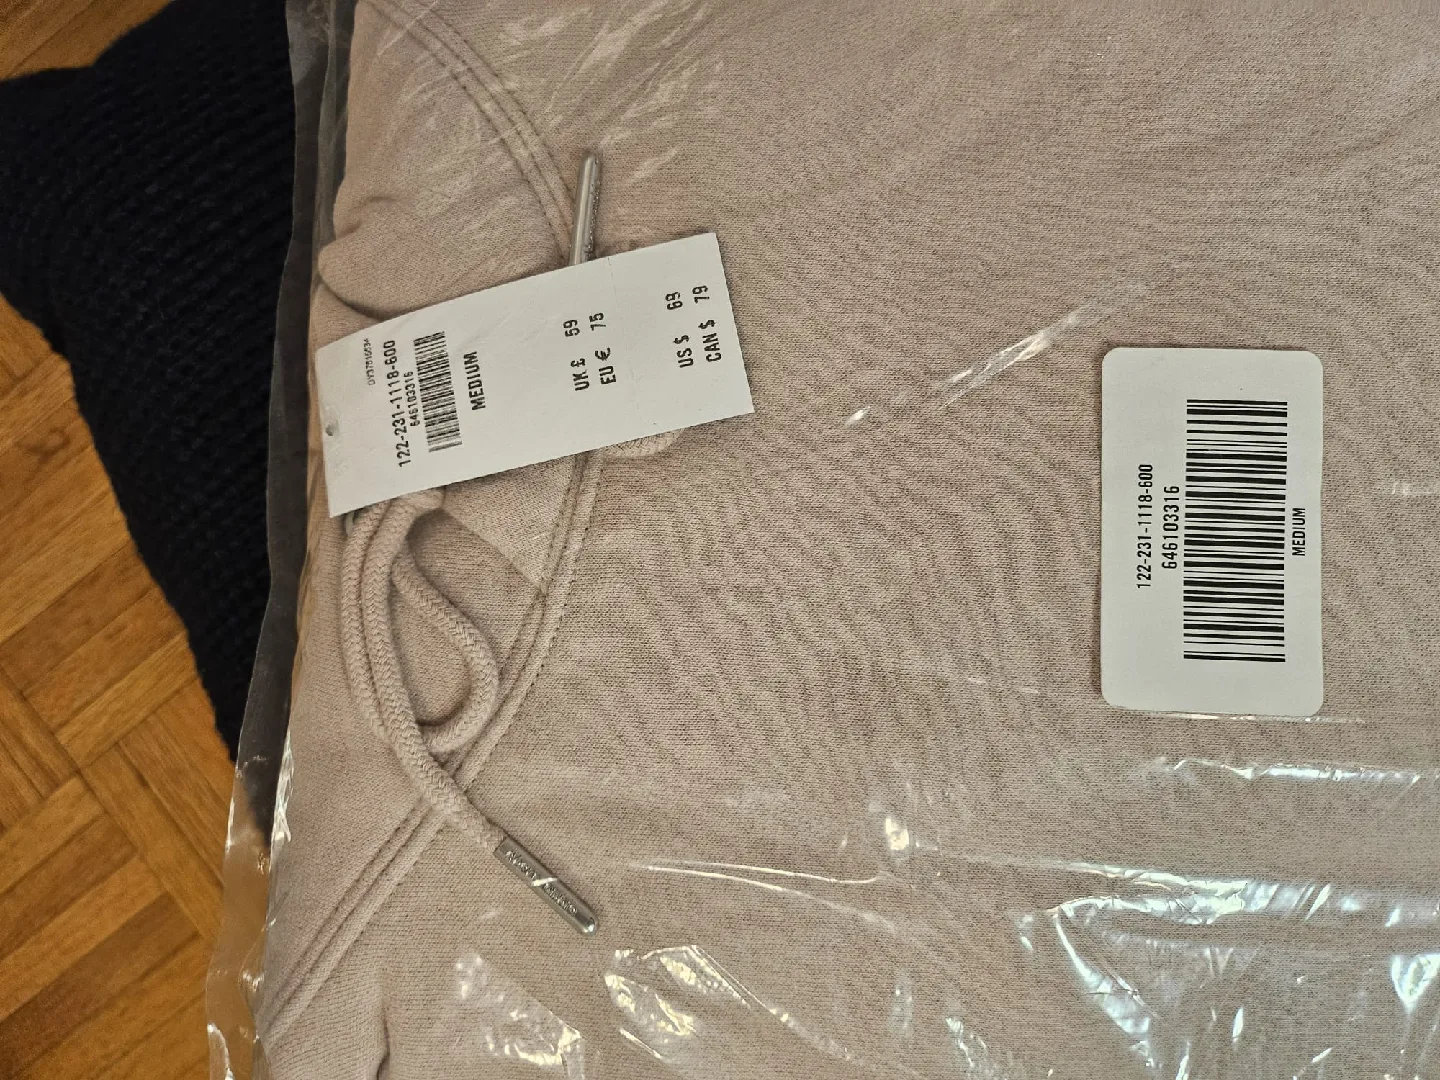 122-231-1118-600
646103316
MEDIUM
UK £ 59
EU € 75
US $ 69
CAN $ 79
122-231-1118-600
646103316
MEDIUM